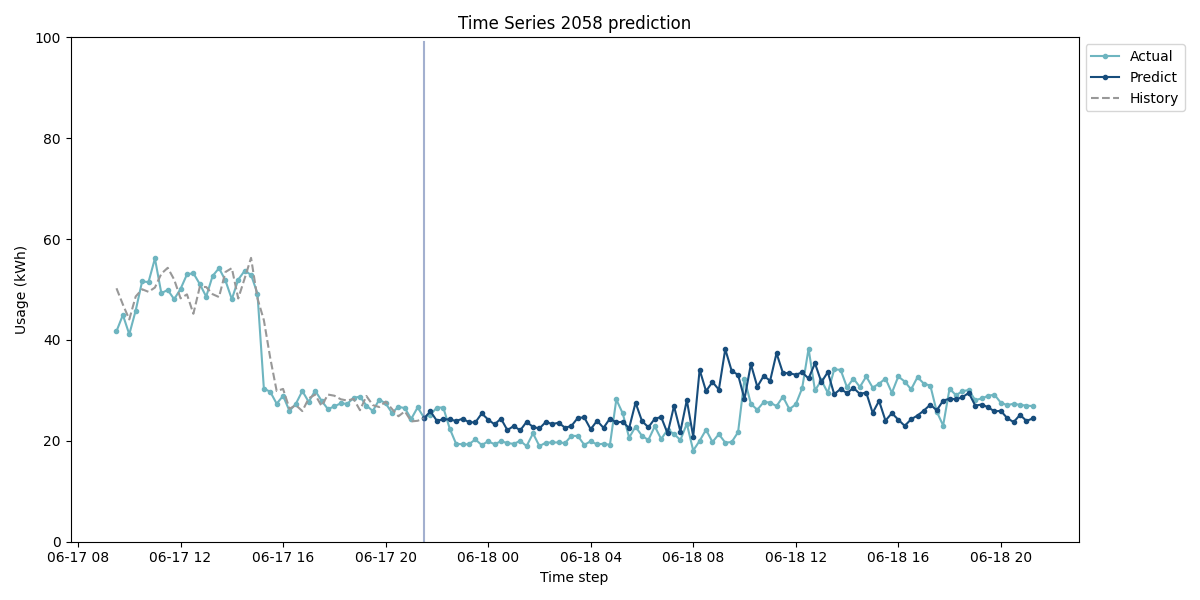 Time Series 2058 prediction
100
80
60
40
20
0
Usage (kWh)
06-17 08 06-17 12 06-17 16 06-17 20 06-18 00 06-18 04 06-18 08 06-18 12 06-18 16 06-18 20
Time step
Actual
Predict
History